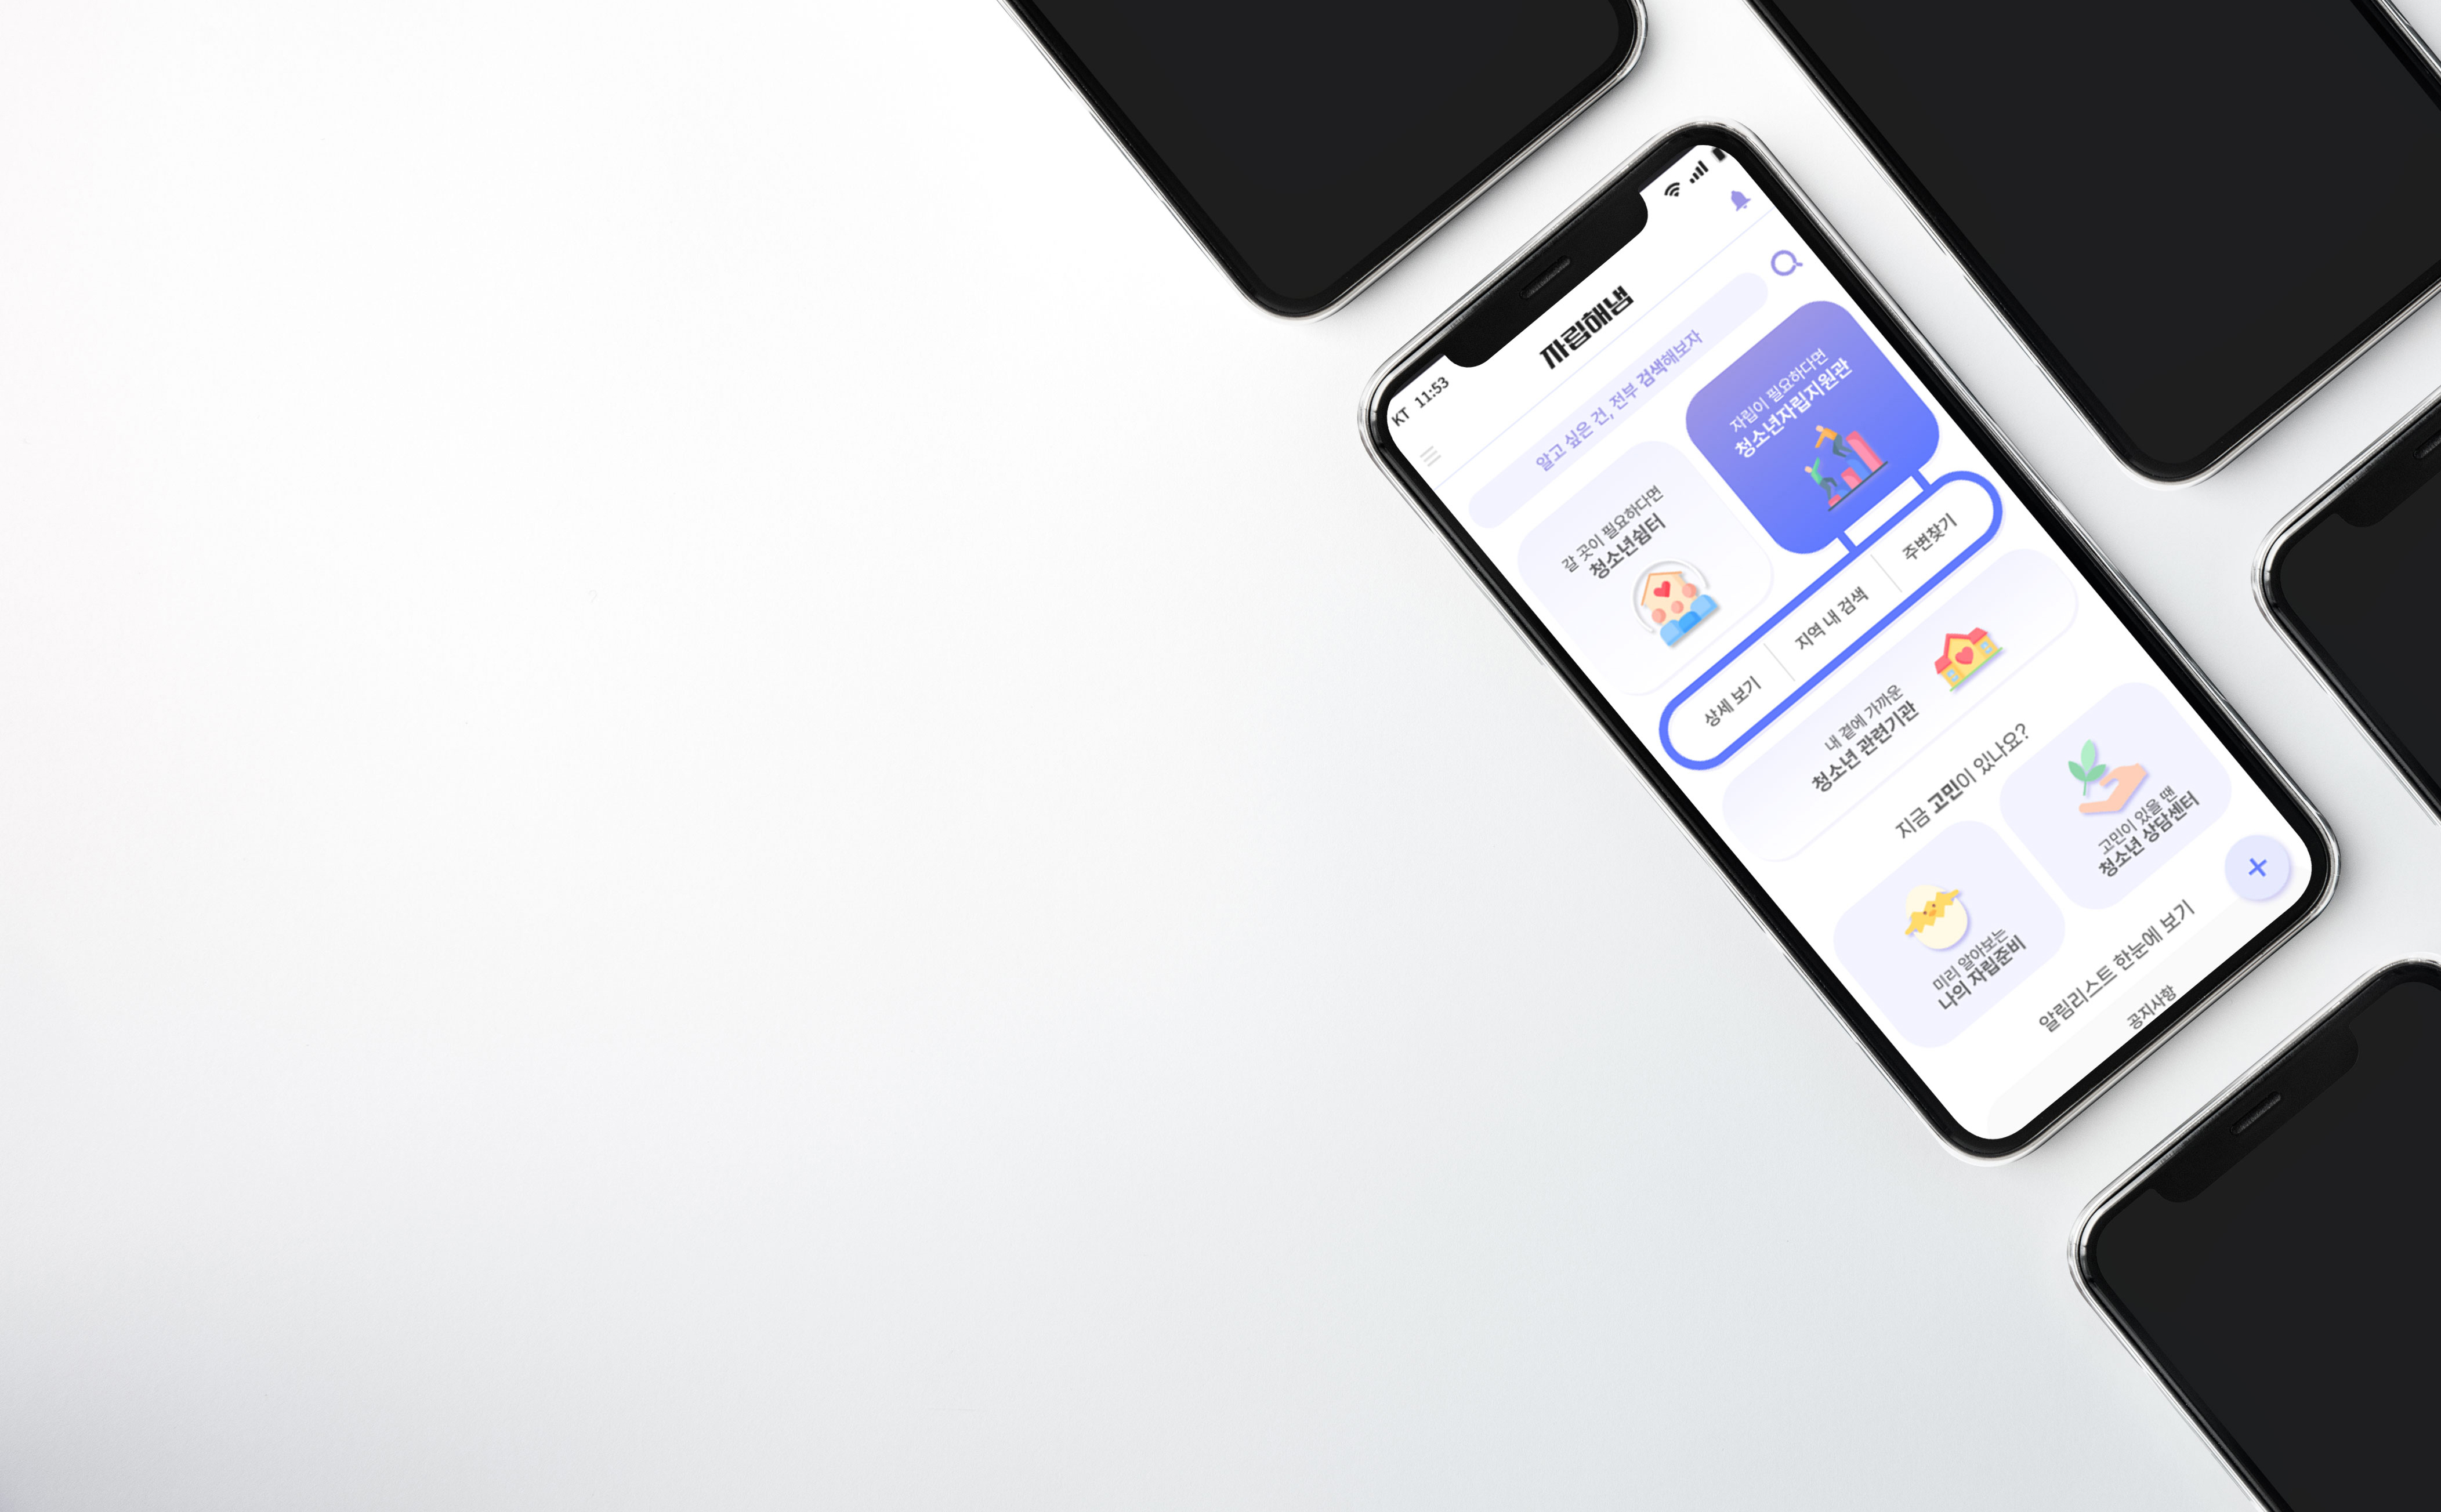 KT 11:53
자립해냄
알고 싶은 건, 전부 검색해보자
갈 곳이 필요하다면
청소년쉼터
자립이 필요하다면
청소년자립지원관
상세 보기
지역 내 검색
주변찾기
내 곁에 가까운
청소년 관련기관
지금 고민이 있나요?
미리 알아보는
나의 자립준비
고민이 있을 땐
청소년 상담센터
알림리스트 한눈에 보기
공지사항